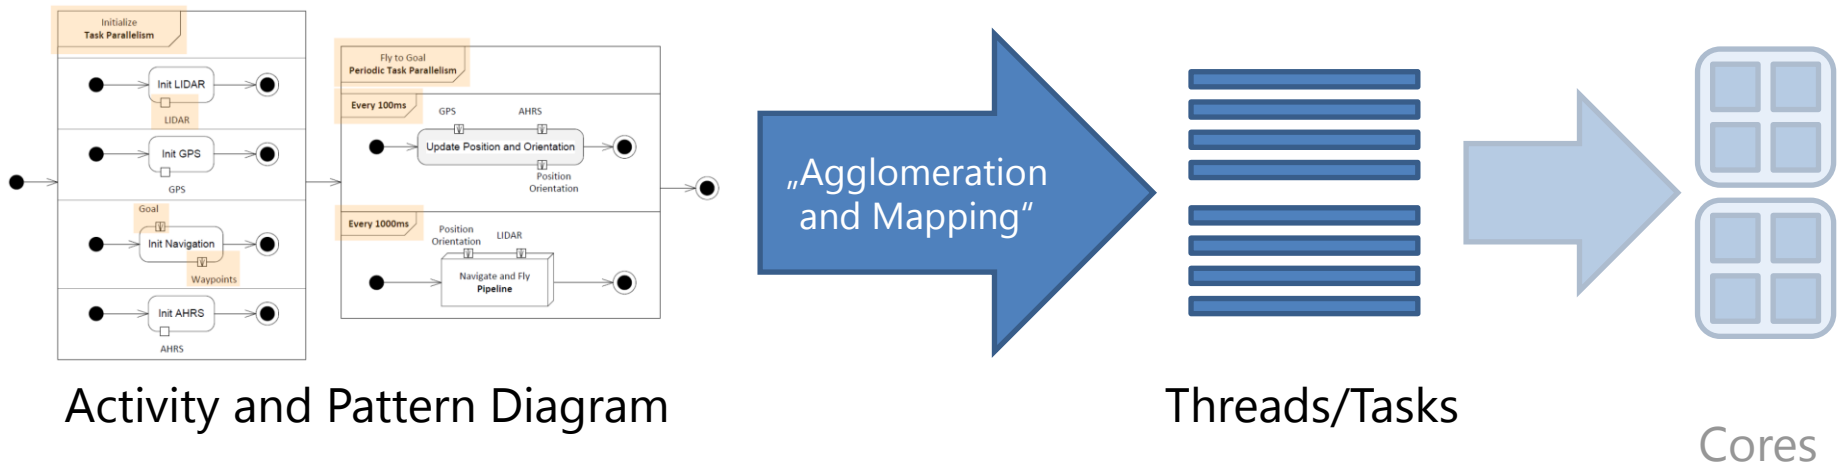 Initialize
Task Parallelism
Init LIDAR
LIDAR
Init GPS
GPS
Goal
Init Navigation
Waypoints
Init AHRS
AHRS
Fly to Goal
Periodic Task Parallelism
Every 100ms
GPS
AHRS
Update Position and Orientation
Position
Orientation
Every 1000ms
Position
Orientation
LIDAR
Navigate and Fly
Pipeline
„Agglomeration
and Mapping“
Activity and Pattern Diagram
Threads/Tasks
Cores